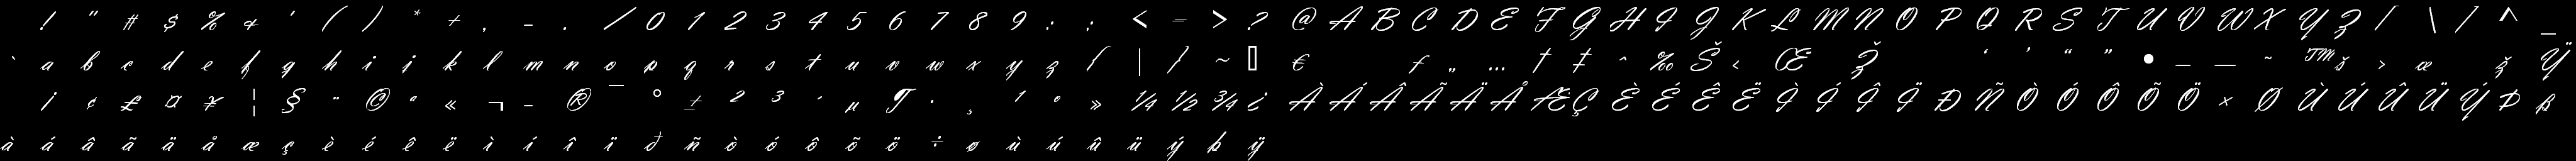 ! " # $ % & ' ( ) * + , - . / 0 1 2 3 4 5 6 7 8 9 : ; < = > ? @ A B C D E F G H I J K L M N O P Q R S T U V W X Y Z [ \ ] ^ _
` a b c d e f g h i j k l m n o p q r s t u v w x y z { | } ~ € ƒ „ … † ‡ ˆ ‰ Š ‹ Œ Ž ‘ ’ “ ” • – — ˜ ™ š › œ ž Ÿ
¡ ¢ £ ¤ ¥ ¦ § ¨ © ª « ¬ - ® ¯ ° ± ² ³ ´ µ ¶ · ¸ ¹ º » ¼ ½ ¾ ¿ À Á Â Ã Ä Å Æ Ç È É Ê Ë Ì Í Î Ï Ð Ñ Ò Ó Ô Õ Ö × Ø Ù Ú Û Ü Ý Þ ß
à á â ã ä å æ ç è é ê ë ì í î ï ð ñ ò ó ô õ ö ÷ ø ù ú û ü ý þ ÿ